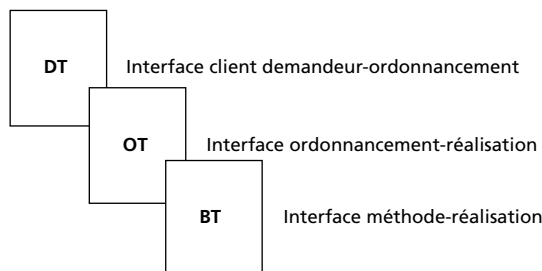 DT Interface client demandeur-ordonnancement
OT Interface ordonnancement-réalisation
BT Interface méthode-réalisation